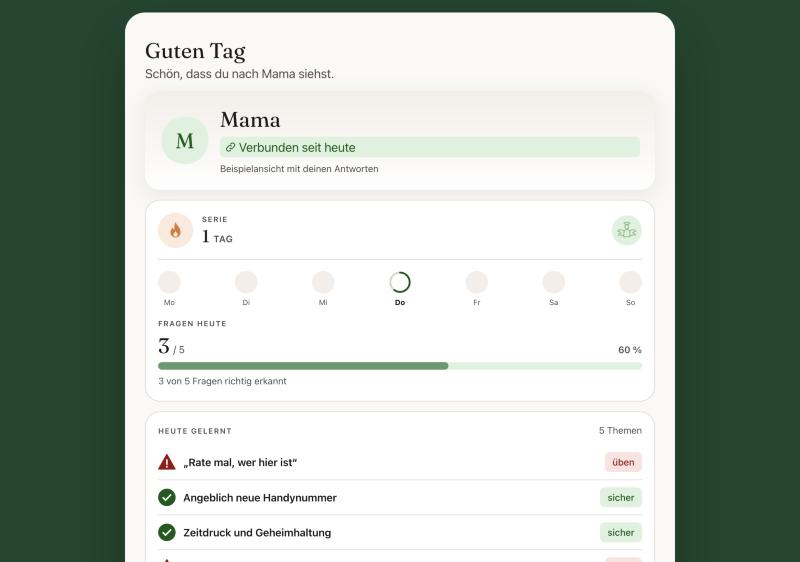 Guten Tag
Schön, dass du nach Mama siehst.
M
Mama
Verbunden seit heute
Beispielansicht mit deinen Antworten
SERIE
1 TAG
Mo Di Mi Do Fr Sa So
FRAGEN HEUTE
3 / 5 60 %
3 von 5 Fragen richtig erkannt
HEUTE GELERNT 5 Themen
„Rate mal, wer hier ist“ üben
Angeblich neue Handynummer sicher
Zeitdruck und Geheimhaltung sicher